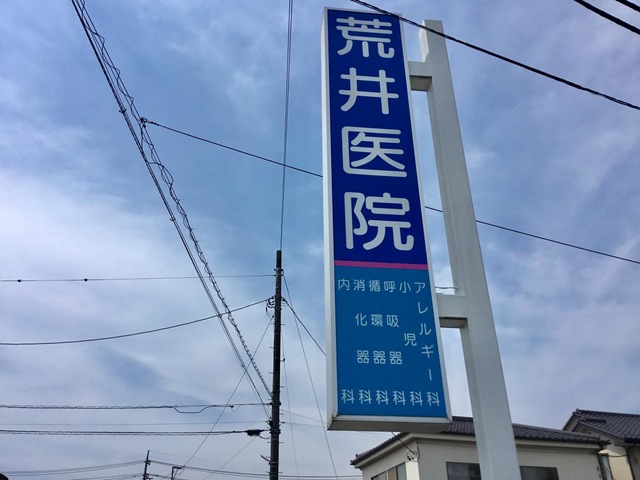 荒井医院
内科
消化器科
循環器科
呼吸器科
小児科
アレルギー科